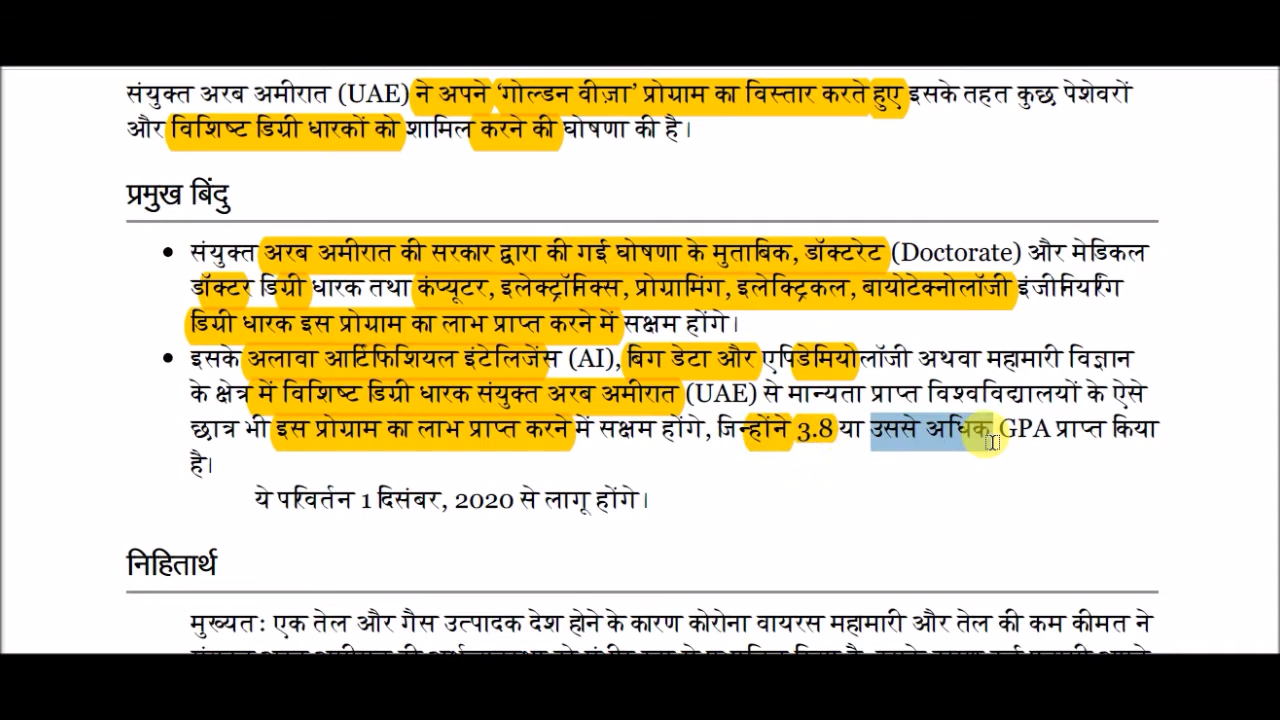 संयुक्त अरब अमीरात (UAE) ने अपने ‘गोल्डन वीज़ा’ प्रोग्राम का विस्तार करते हुए इसके तहत कुछ पेशेवरों
और विशिष्ट डिग्री धारकों को शामिल करने की घोषणा की है।
प्रमुख बिंदु
संयुक्त अरब अमीरात की सरकार द्वारा की गई घोषणा के मुताबिक, डॉक्टरेट (Doctorate) और मेडिकल
डॉक्टर डिग्री धारक तथा कंप्यूटर, इलेक्ट्रॉनिक्स, प्रोग्रामिंग, इलेक्ट्रिकल, बायोटेक्नोलॉजी इंजीनियरिंग
डिग्री धारक इस प्रोग्राम का लाभ प्राप्त करने में सक्षम होंगे।
इसके अलावा आर्टिफिशियल इंटेलिजेंस (AI), बिग डेटा और एपिडेमियोलॉजी अथवा महामारी विज्ञान
के क्षेत्र में विशिष्ट डिग्री धारक संयुक्त अरब अमीरात (UAE) से मान्यता प्राप्त विश्वविद्यालयों के ऐसे
छात्र भी इस प्रोग्राम का लाभ प्राप्त करने में सक्षम होंगे, जिन्होंने 3.8 या उससे अधिक GPA प्राप्त किया
है।
ये परिवर्तन 1 दिसंबर, 2020 से लागू होंगे।
निहितार्थ
मुख्यतः एक तेल और गैस उत्पादक देश होने के कारण कोरोना वायरस महामारी और तेल की कम कीमत ने